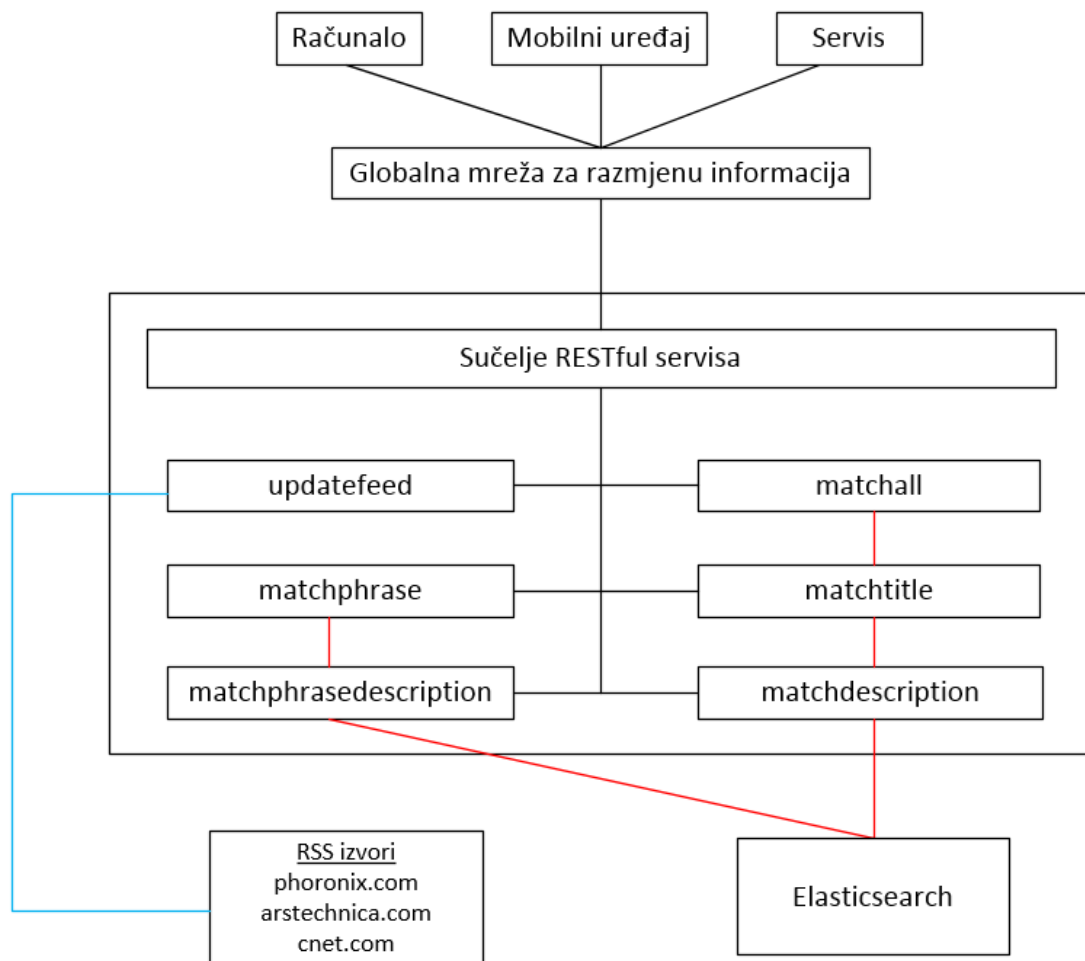 Računalo
Mobilni uređaj
Servis
Globalna mreža za razmjenu informacija
Sučelje RESTful servisa
updatefeed
matchall
matchphrase
matchtitle
matchphrasedescription
matchdescription
RSS izvori
phoronix.com
arstechnica.com
cnet.com
Elasticsearch